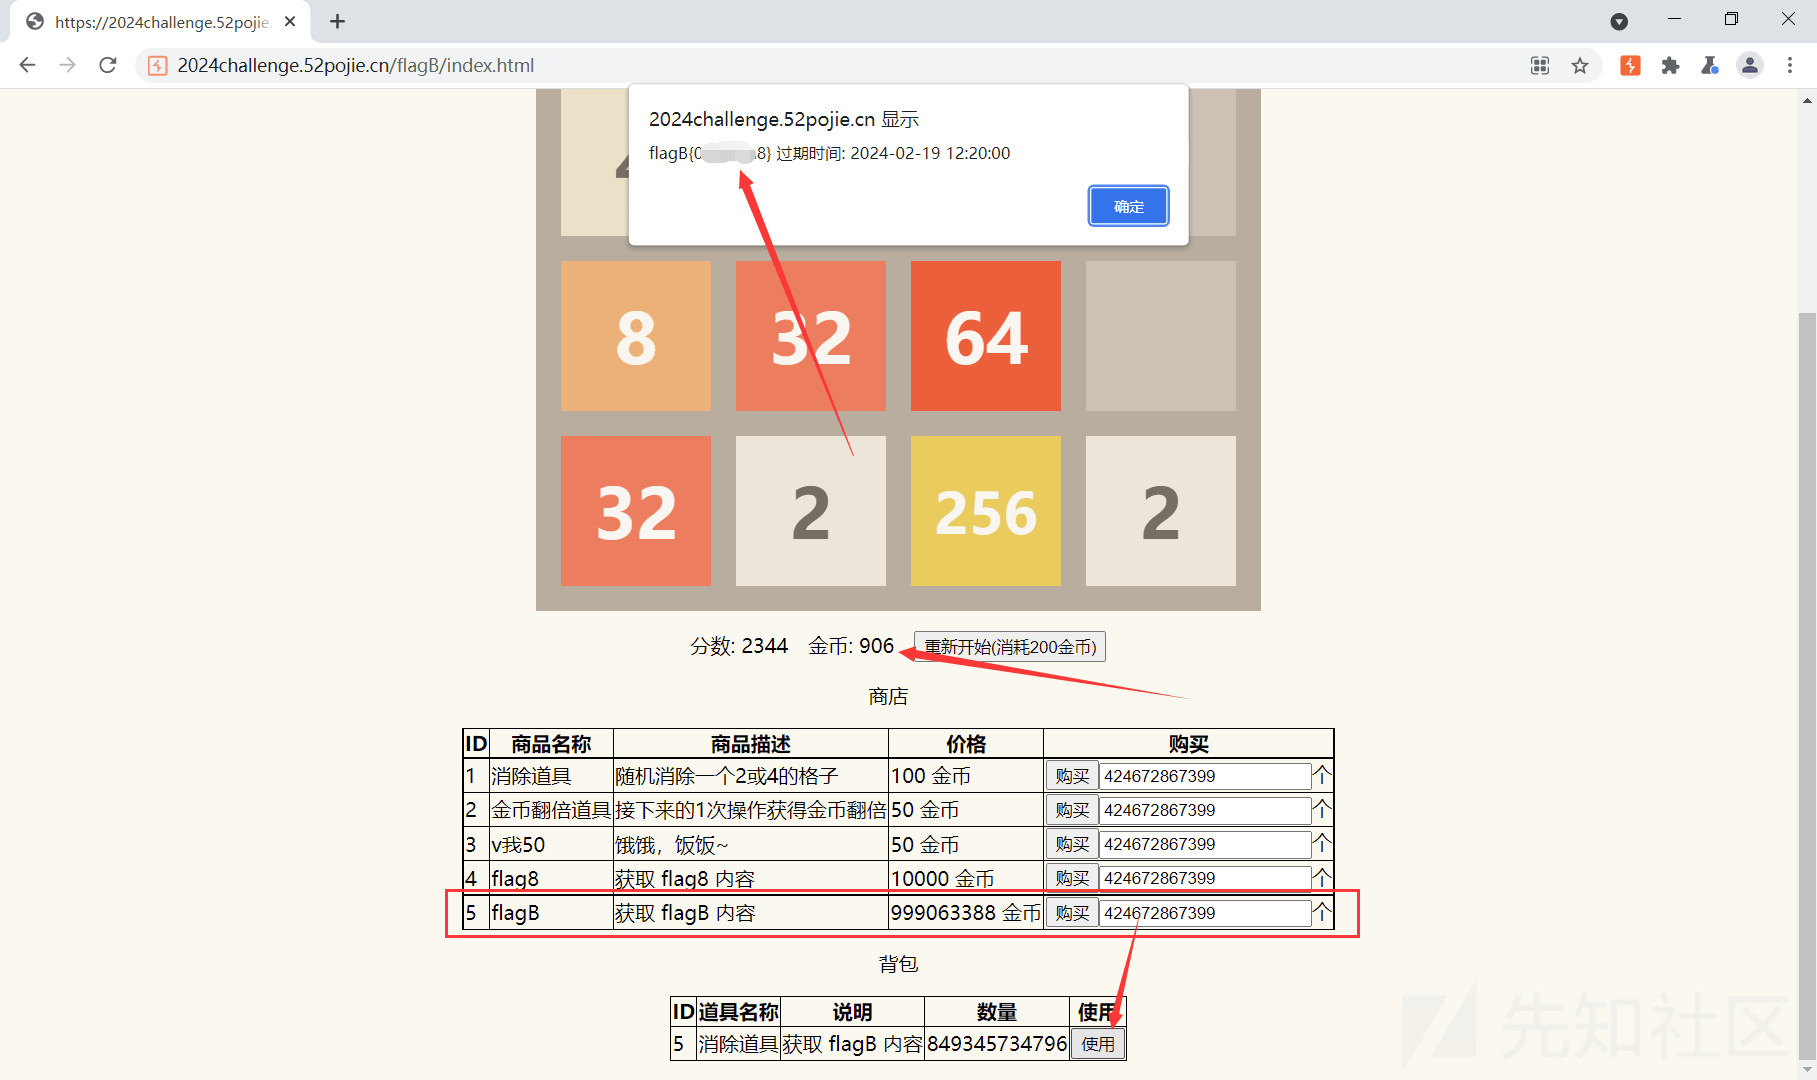 https://2024challenge.52pojie.
2024challenge.52pojie.cn/flagB/index.html
2024challenge.52pojie.cn 显示
flagB{0 8} 过期时间: 2024-02-19 12:20:00
确定
8 32 64
32 2 256 2
分数: 2344 金币: 906 重新开始(消耗200金币)
商店
ID 商品名称 商品描述 价格 购买
1 消除道具 随机消除一个2或4的格子 100 金币 购买 424672867399 个
2 金币翻倍道具 接下来的1次操作获得金币翻倍 50 金币 购买 424672867399 个
3 v我50 饿饿，饭饭~ 50 金币 购买 424672867399 个
4 flag8 获取 flag8 内容 10000 金币 购买 424672867399 个
5 flagB 获取 flagB 内容 999063388 金币 购买 424672867399 个
背包
ID 道具名称 说明 数量 使用
5 消除道具 获取 flagB 内容 849345734796 使用
先知社区